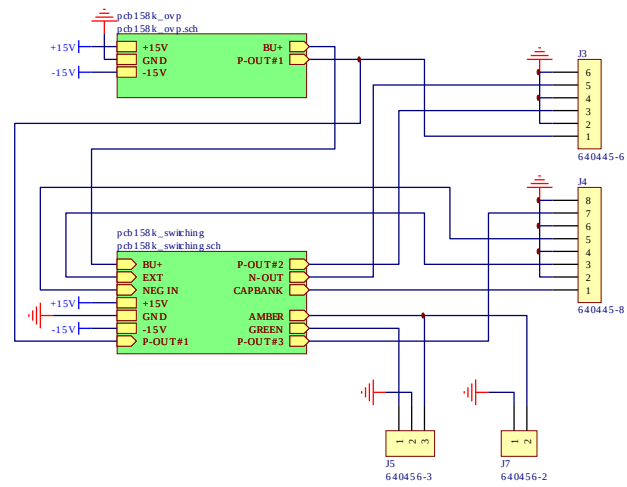 pcb158k_ovp
pcb158k_ovp.sch
+15V
+15V
BU+
GND
P-OUT#1
-15V
-15V
J3
6
5
4
3
2
1
640445-6
J4
8
7
6
5
4
3
2
1
640445-8
pcb158k_switching
pcb158k_switching.sch
BU+
P-OUT#2
EXT
N-OUT
NEG IN
CAPBANK
+15V
+15V
GND
AMBER
-15V
-15V
GREEN
P-OUT#1
P-OUT#3
1
2
3
J5
640456-3
1
2
J7
640456-2